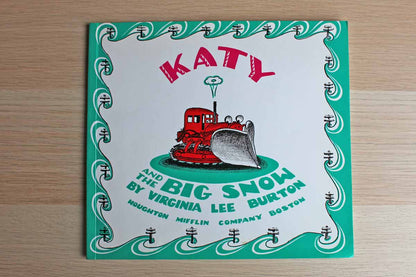 KATY
AND
THE BIG SNOW
BY VIRGINIA LEE BURTON
HOUGHTON MIFFLIN COMPANY BOSTON